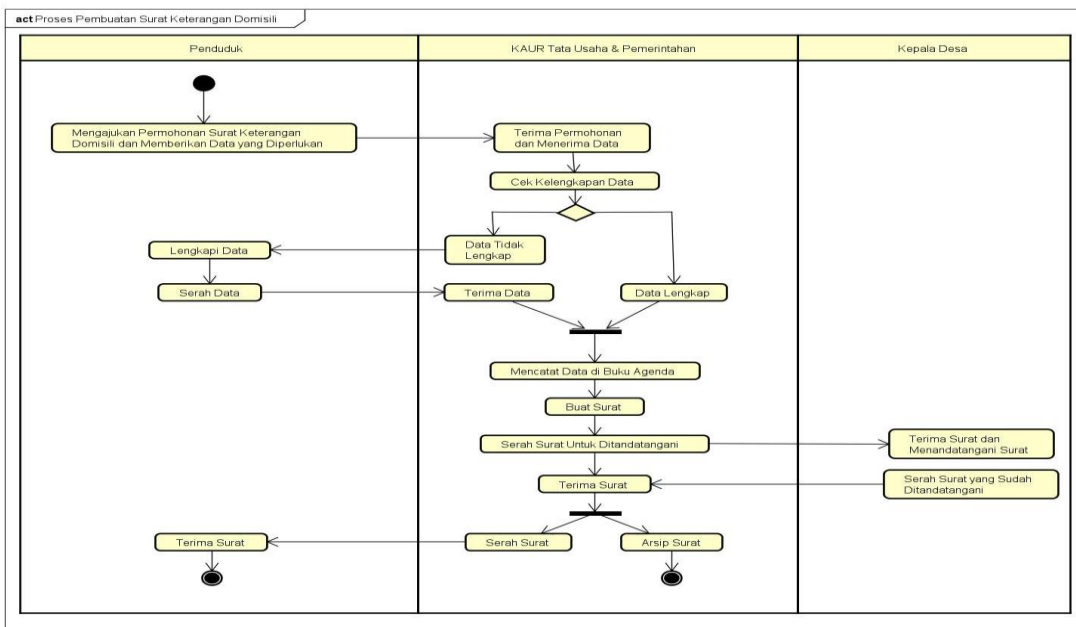 act Proses Pembuatan Surat Keterangan Domisili
Penduduk
KAUR Tata Usaha & Pemerintahan
Kepala Desa
Mengajukan Permohonan Surat Keterangan
Domisili dan Memberikan Data yang Diperlukan
Terima Permohonan
dan Menerima Data
Cek Kelengkapan Data
Data Tidak
Lengkap
Lengkapi Data
Serah Data
Terima Data
Data Lengkap
Mencatat Data di Buku Agenda
Buat Surat
Serah Surat Untuk Ditandatangani
Terima Surat dan
Menandatangani Surat
Serah Surat yang Sudah
Ditandatangani
Terima Surat
Terima Surat
Serah Surat
Arsip Surat